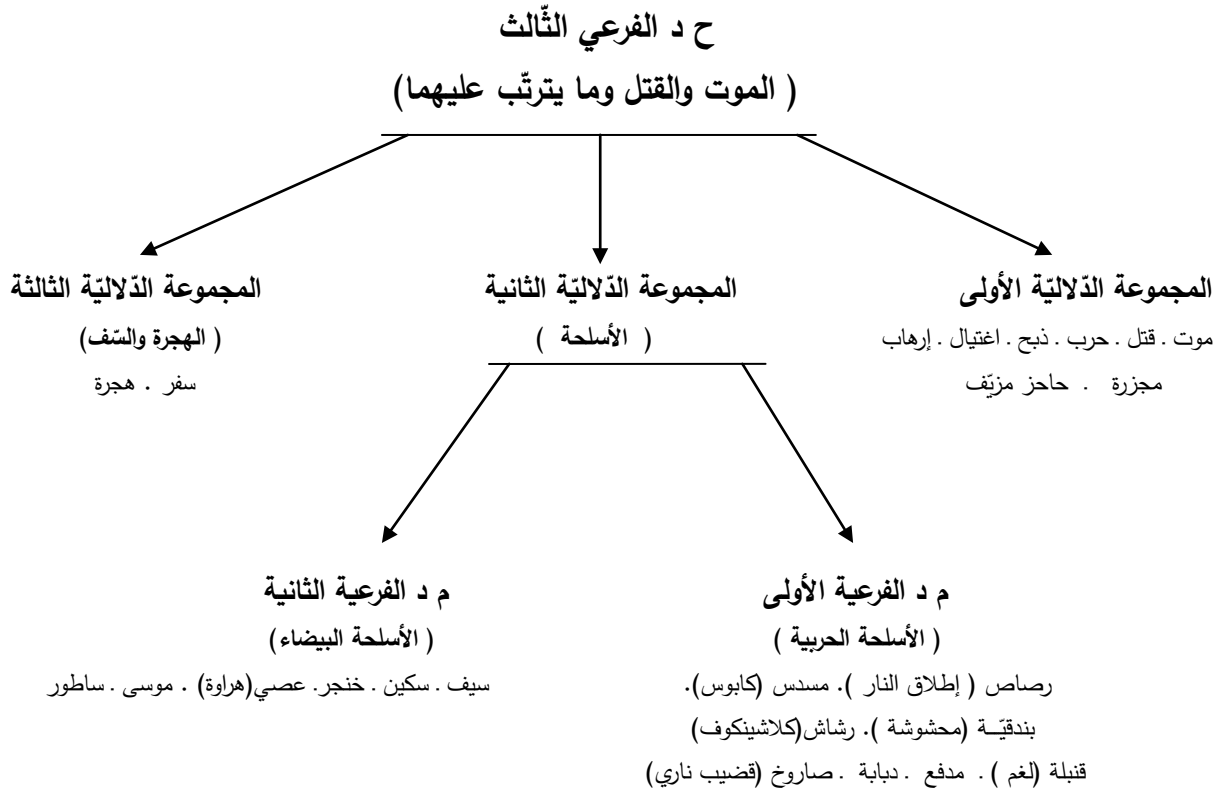 ح د الفرعي الثّالث
( الموت والقتل وما يترتّب عليهما)
المجموعة الدّلاليّة الأولى
موت . قتل . حرب . ذبح . اغتيال . إرهاب
مجزرة . حاحز مزيّف
المجموعة الدّلاليّة الثانية
( الأسلحة )
المجموعة الدّلاليّة الثالثة
( الهجرة والسّف)
سفر . هجرة
م د الفرعية الأولى
( الأسلحة الحربية )
رصاص ( إطلاق النار ). مسدس (كابوس).
بندقيّــة (محشوشة ). رشاش(كلاشينكوف)
قنبلة (لغم ) . مدفع . دبابة . صاروخ (قضيب ناري)
م د الفرعية الثانية
( الأسلحة البيضاء)
سيف . سكين . خنجر. عصي(هراوة) . موسى . ساطور